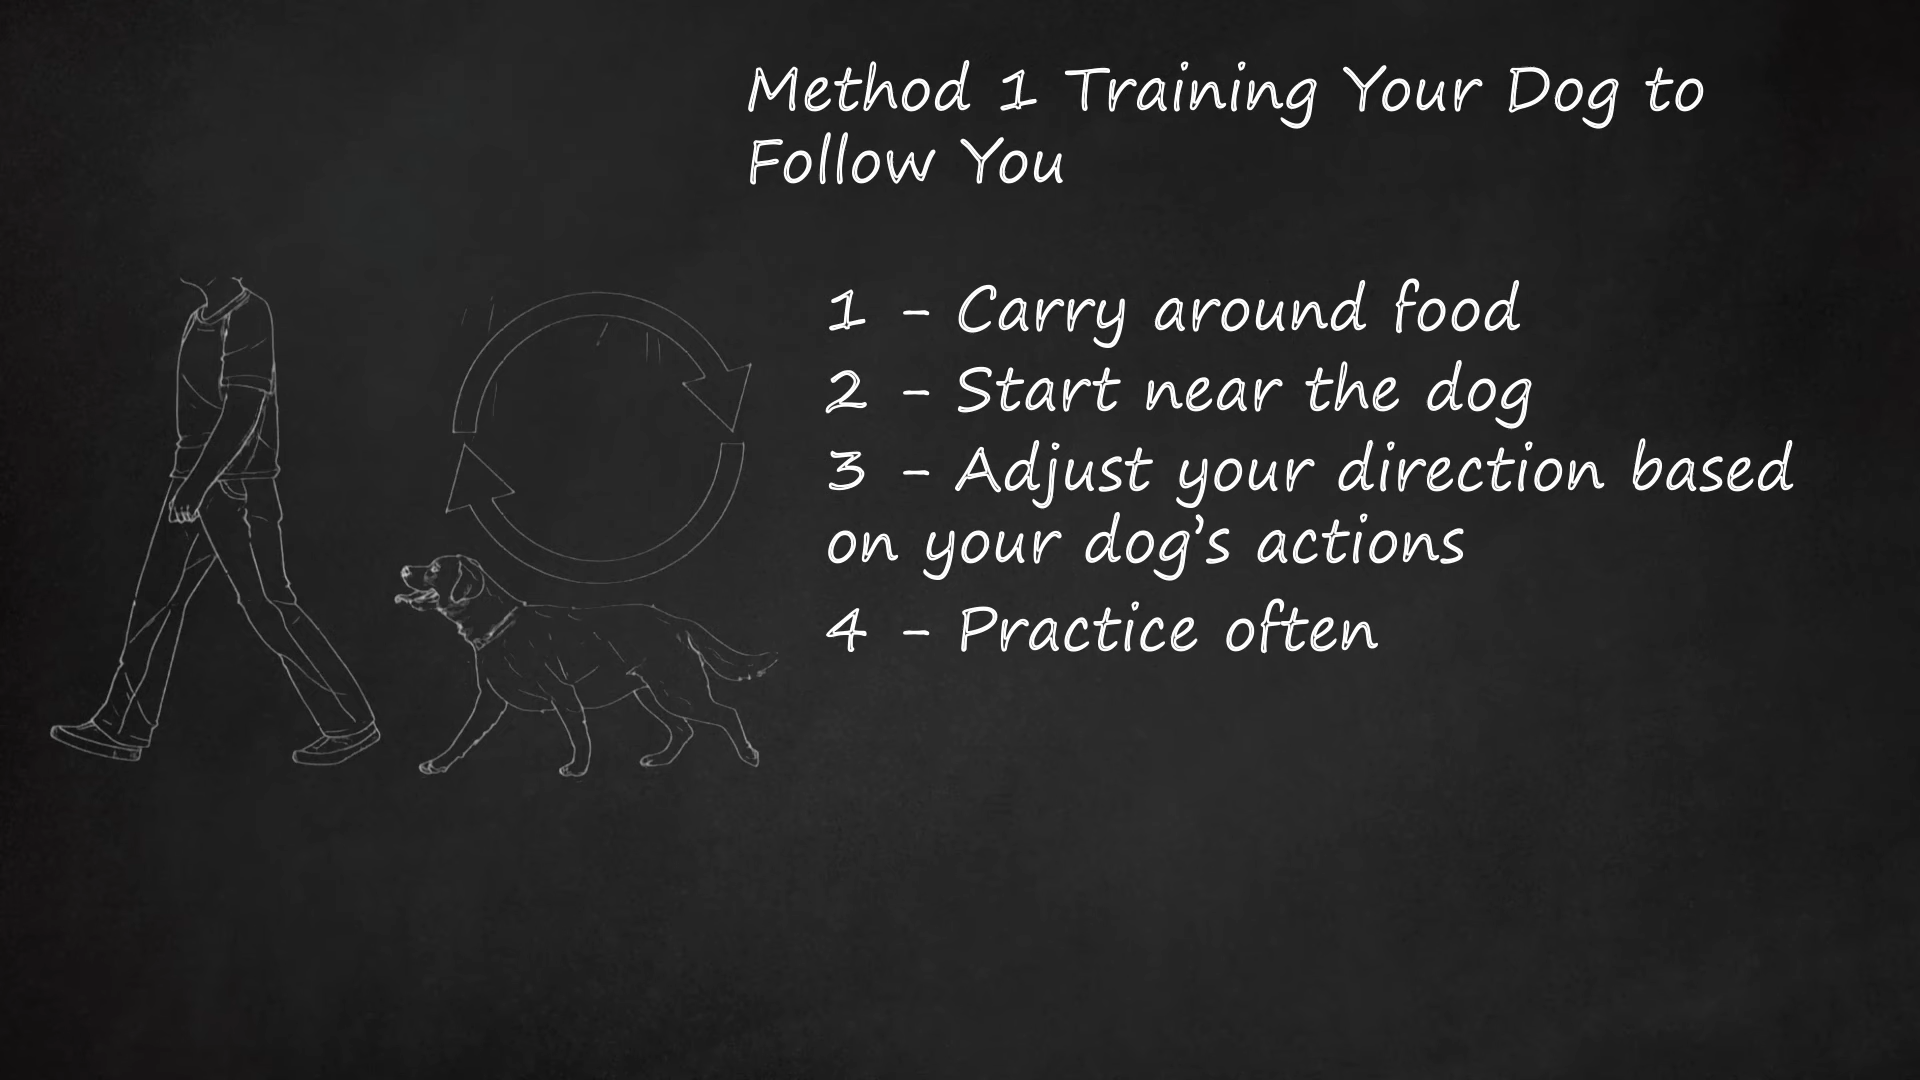 Method 1 Training Your Dog to
Follow You
1 - Carry around food
2 - Start near the dog
3 - Adjust your direction based
on your dog’s actions
4 - Practice often